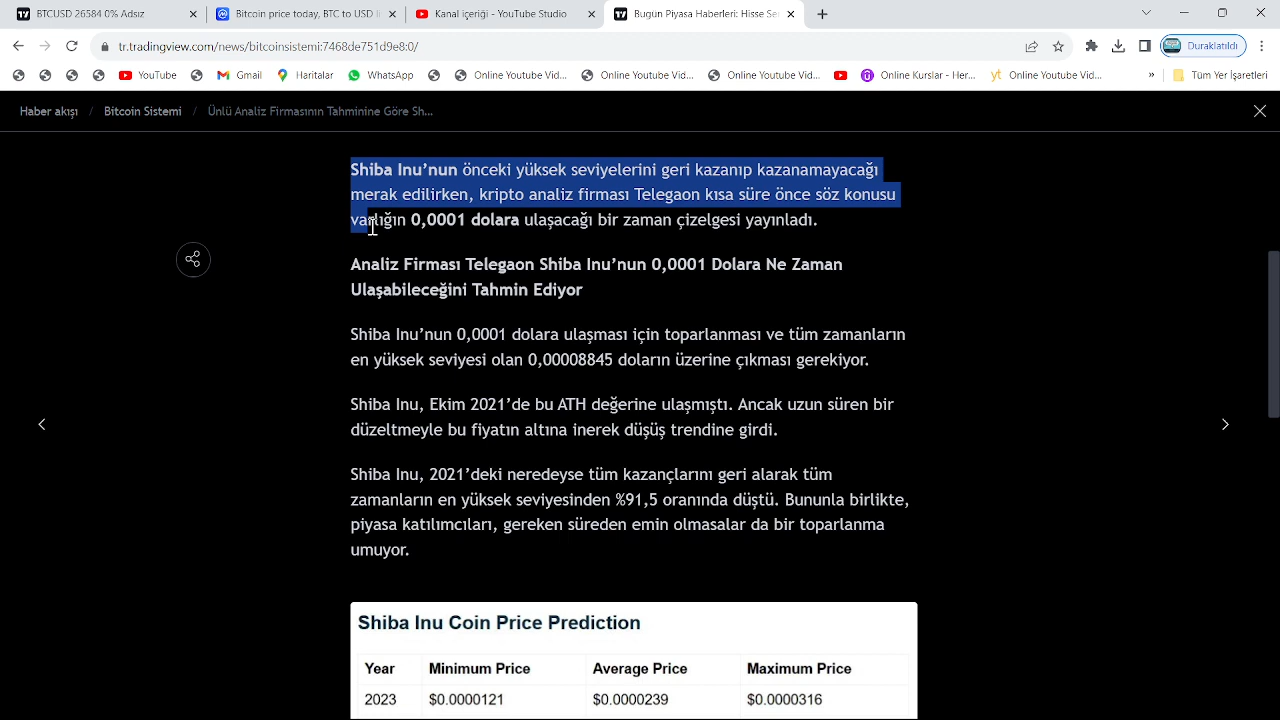 BTCUSD 26584 0% Adsız
Bitcoin price today, BTC to USD li
Kanal içeriği - YouTube Studio
Bugün Piyasa Haberleri: Hisse Se
tr.tradingview.com/news/bitcoinsistemi:7468de751d9e8:0/
Duraklatıldı
YouTube
Gmail
Haritalar
WhatsApp
Online Youtube Vid...
Online Youtube Vid...
Online Youtube Vid...
Online Kurslar - Her...
yt Online Youtube Vid...
»
Tüm Yer İşaretleri
Haber akışı / Bitcoin Sistemi / Ünlü Analiz Firmasının Tahminine Göre Sh...
Shiba Inu’nun önceki yüksek seviyelerini geri kazanıp kazanamayacağı
merak edilirken, kripto analiz firması Telegaon kısa süre önce söz konusu
varlığın 0,0001 dolara ulaşacağı bir zaman çizelgesi yayınladı.
Analiz Firması Telegaon Shiba Inu’nun 0,0001 Dolara Ne Zaman
Ulaşabileceğini Tahmin Ediyor
Shiba Inu’nun 0,0001 dolara ulaşması için toparlanması ve tüm zamanların
en yüksek seviyesi olan 0,00008845 doların üzerine çıkması gerekiyor.
Shiba Inu, Ekim 2021’de bu ATH değerine ulaşmıştı. Ancak uzun süren bir
düzeltmeyle bu fiyatın altına inerek düşüş trendine girdi.
Shiba Inu, 2021’deki neredeyse tüm kazançlarını geri alarak tüm
zamanların en yüksek seviyesinden %91,5 oranında düştü. Bununla birlikte,
piyasa katılımcıları, gereken süreden emin olmasalar da bir toparlanma
umuyor.
Shiba Inu Coin Price Prediction
Year Minimum Price Average Price Maximum Price
2023 $0.0000121 $0.0000239 $0.0000316